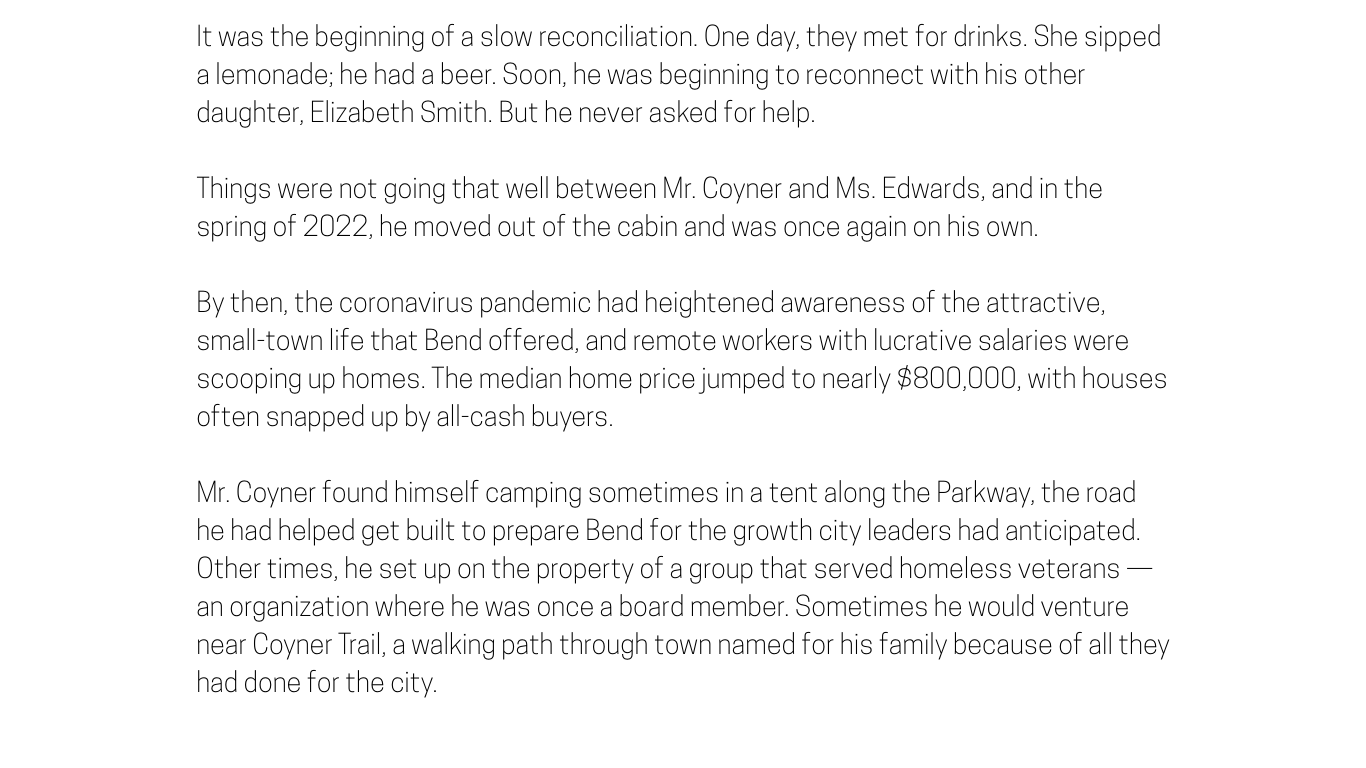 It was the beginning of a slow reconciliation. One day, they met for drinks. She sipped
a lemonade; he had a beer. Soon, he was beginning to reconnect with his other
daughter, Elizabeth Smith. But he never asked for help.
Things were not going that well between Mr. Coyner and Ms. Edwards, and in the
spring of 2022, he moved out of the cabin and was once again on his own.
By then, the coronavirus pandemic had heightened awareness of the attractive,
small-town life that Bend offered, and remote workers with lucrative salaries were
scooping up homes. The median home price jumped to nearly $800,000, with houses
often snapped up by all-cash buyers.
Mr. Coyner found himself camping sometimes in a tent along the Parkway, the road
he had helped get built to prepare Bend for the growth city leaders had anticipated.
Other times, he set up on the property of a group that served homeless veterans —
an organization where he was once a board member. Sometimes he would venture
near Coyner Trail, a walking path through town named for his family because of all they
had done for the city.